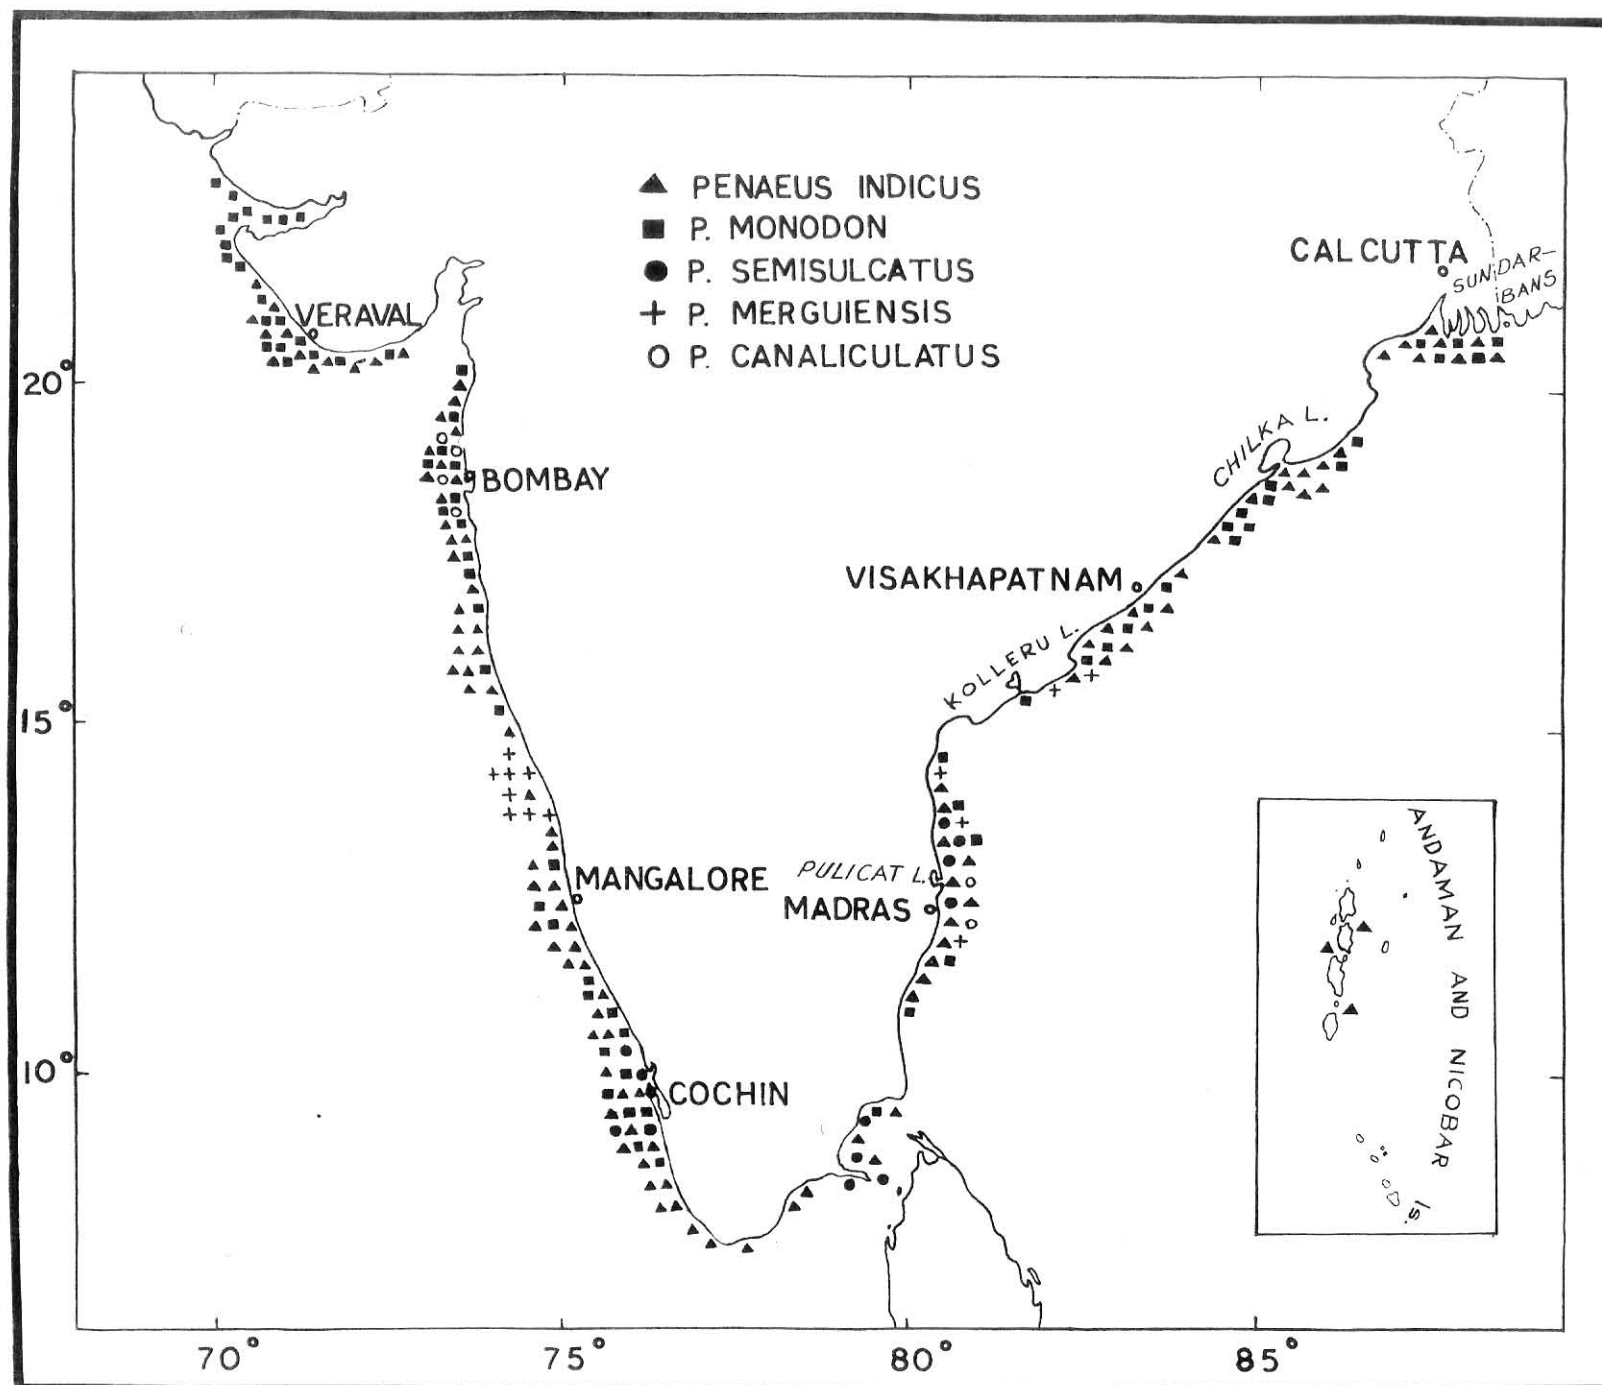 PENAEUS INDICUS
P. MONODON
P. SEMISULCATUS
P. MERGUIENSIS
P. CANALICULATUS
CALCUTTA
SUNDAR-
BANS
VERAVAL
20°
CHILKA L.
BOMBAY
VISAKHAPATNAM
KOLLERU L.
15°
MANGALORE
PULICAT L.
MADRAS
ANDAMAN AND NICOBAR
Is.
10°
COCHIN
70°
75°
80°
85°